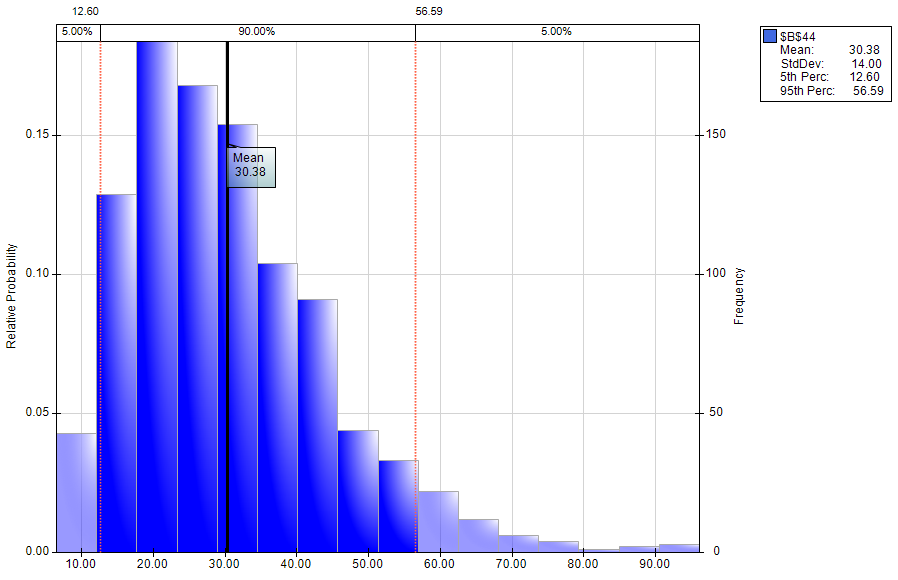 12.60 56.59
5.00% 90.00% 5.00%
$B$44
Mean: 30.38
StdDev: 14.00
5th Perc: 12.60
95th Perc: 56.59
0.15 150
Mean
30.38
0.10 100
Relative Probability
Frequency
0.05 50
0.00 0
10.00 20.00 30.00 40.00 50.00 60.00 70.00 80.00 90.00